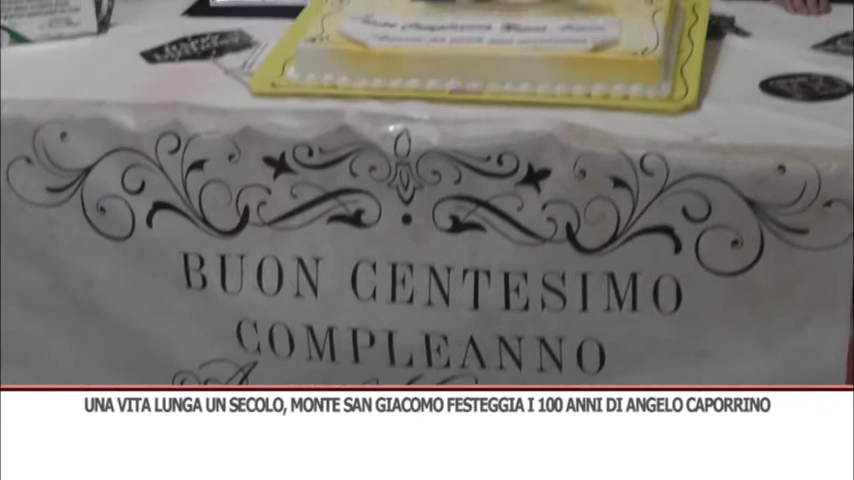 BUON CENTESIMO
COMPLEANNO
UNA VITA LUNGA UN SECOLO, MONTE SAN GIACOMO FESTEGGIA I 100 ANNI DI ANGELO CAPORRINO